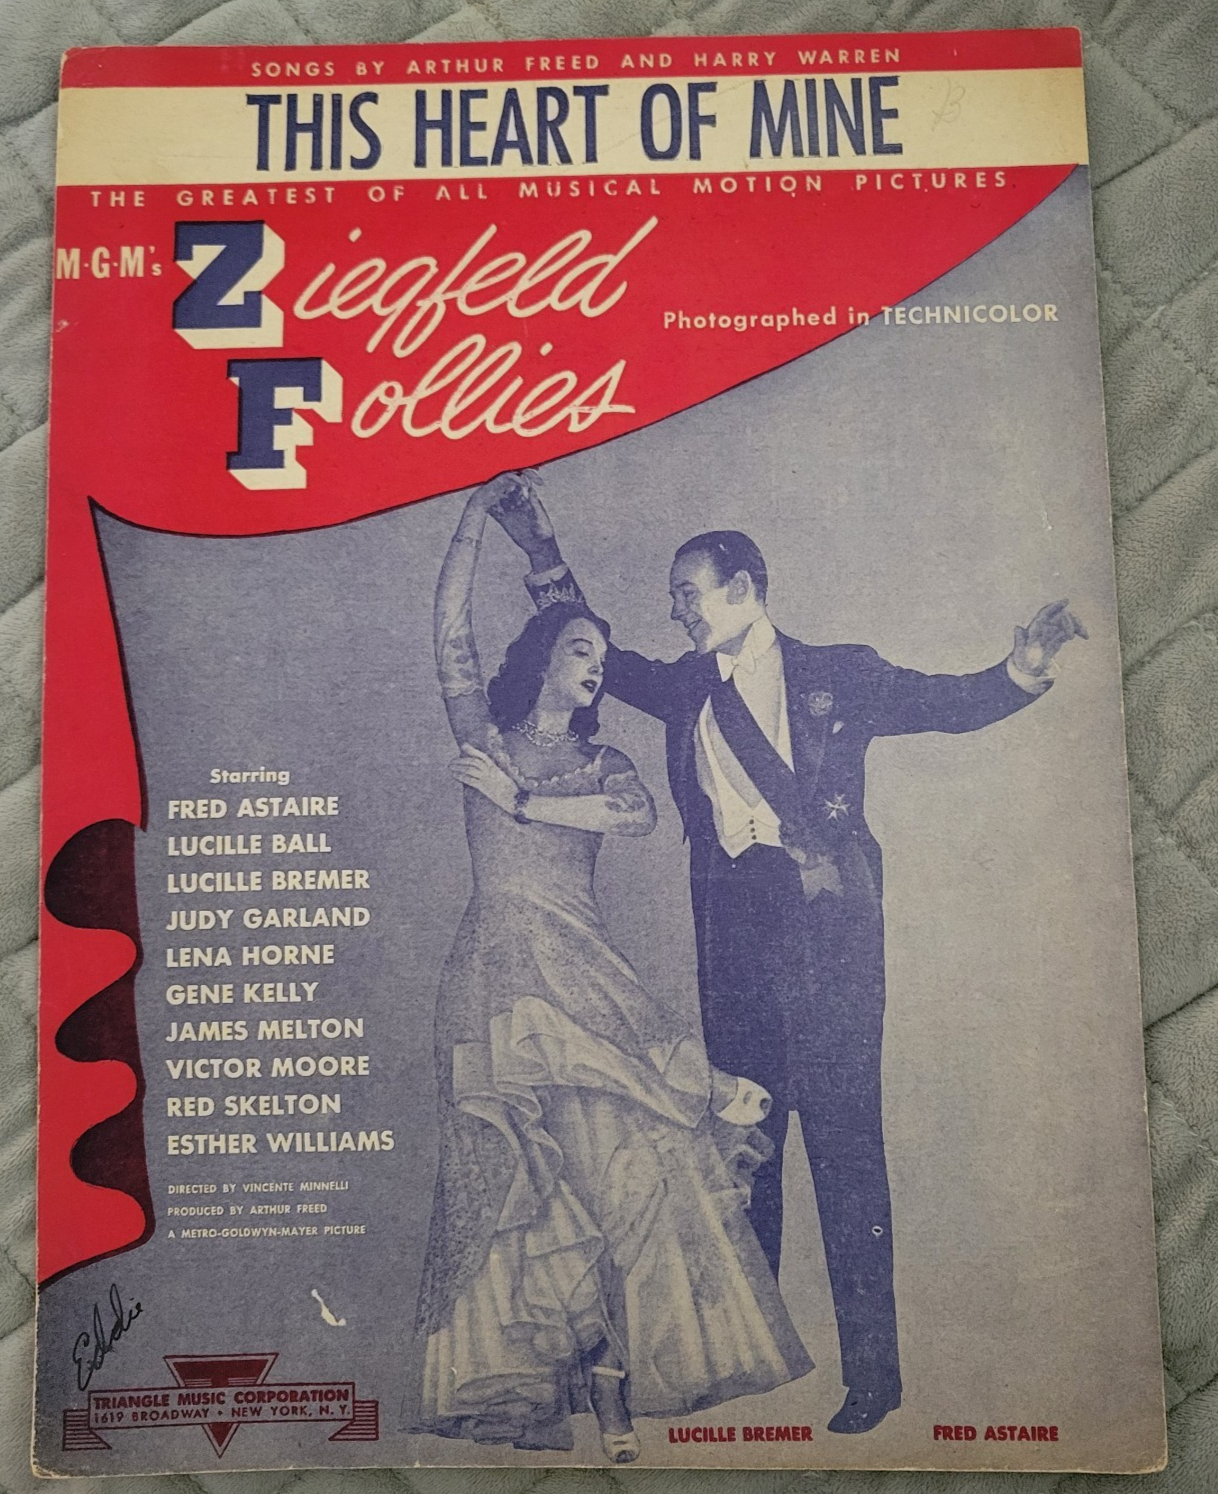 SONGS BY ARTHUR FREED AND HARRY WARREN
THIS HEART OF MINE
THE GREATEST OF ALL MUSICAL MOTION PICTURES
M·G·M's Ziegfeld
Follies
Photographed in TECHNICOLOR
Starring
FRED ASTAIRE
LUCILLE BALL
LUCILLE BREMER
JUDY GARLAND
LENA HORNE
GENE KELLY
JAMES MELTON
VICTOR MOORE
RED SKELTON
ESTHER WILLIAMS
DIRECTED BY VINCENTE MINNELLI
PRODUCED BY ARTHUR FREED
A METRO-GOLDWYN-MAYER PICTURE
Eddie
TRIANGLE MUSIC CORPORATION
1619 BROADWAY • NEW YORK, N. Y.
LUCILLE BREMER FRED ASTAIRE